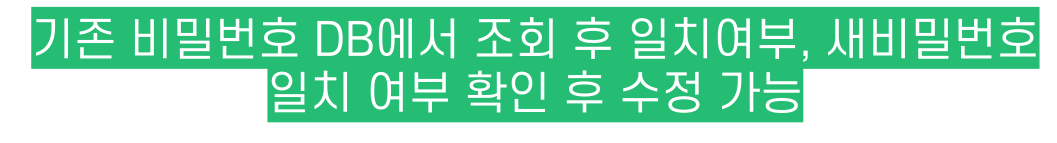 기존 비밀번호 DB에서 조회 후 일치여부, 새비밀번호
일치 여부 확인 후 수정 가능